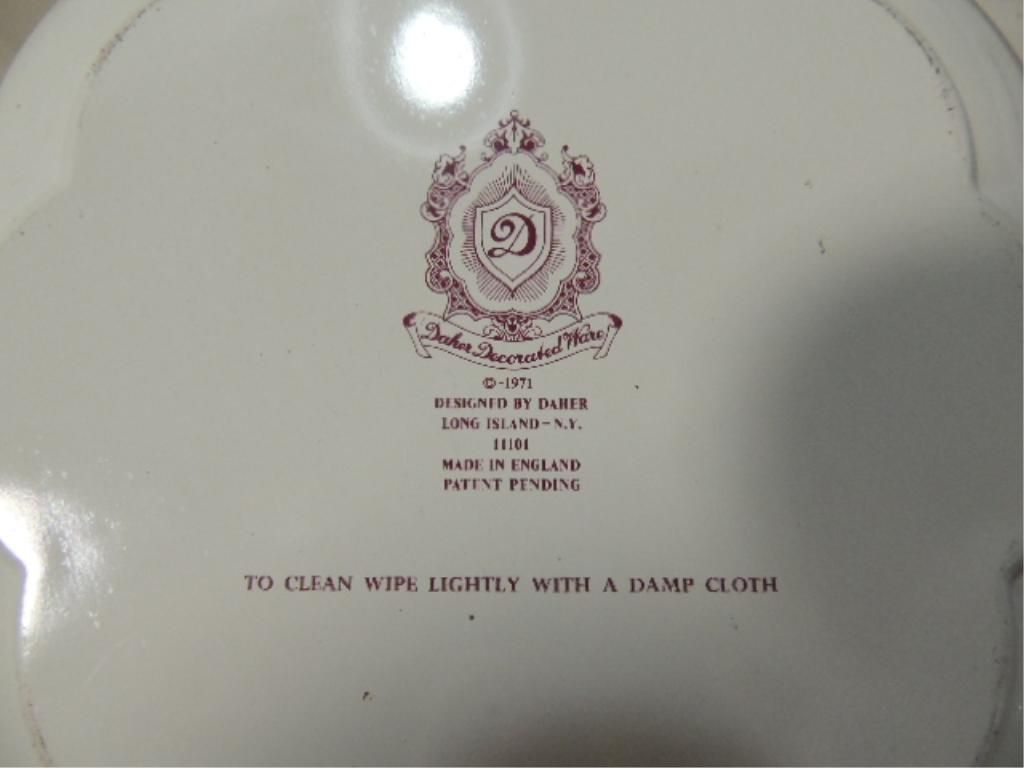 D
Daher Decorated Ware
©-1971
DESIGNED BY DAHER
LONG ISLAND-N.Y.
11101
MADE IN ENGLAND
PATENT PENDING
TO CLEAN WIPE LIGHTLY WITH A DAMP CLOTH